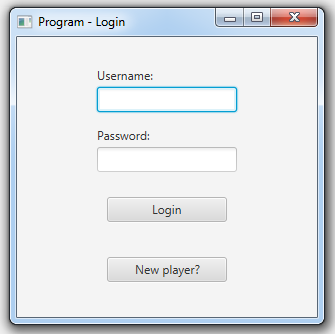 Program - Login
Username:
Password:
Login
New player?